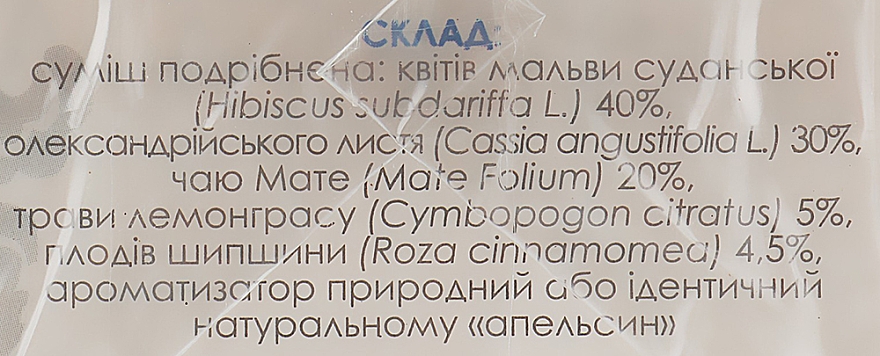 СКЛАД:
суміш подрібнена: квітів мальви суданської
(Hibiscus subdariffa L.) 40%,
олександрійського листя (Cassia angustifolia L.) 30%,
чаю Мате (Mate Folium) 20%,
трави лемонграсу (Cymbopogon citratus) 5%,
плодів шипшини (Roza cinnamomea) 4,5%,
ароматизатор природний або ідентичний
натуральному «апельсин»